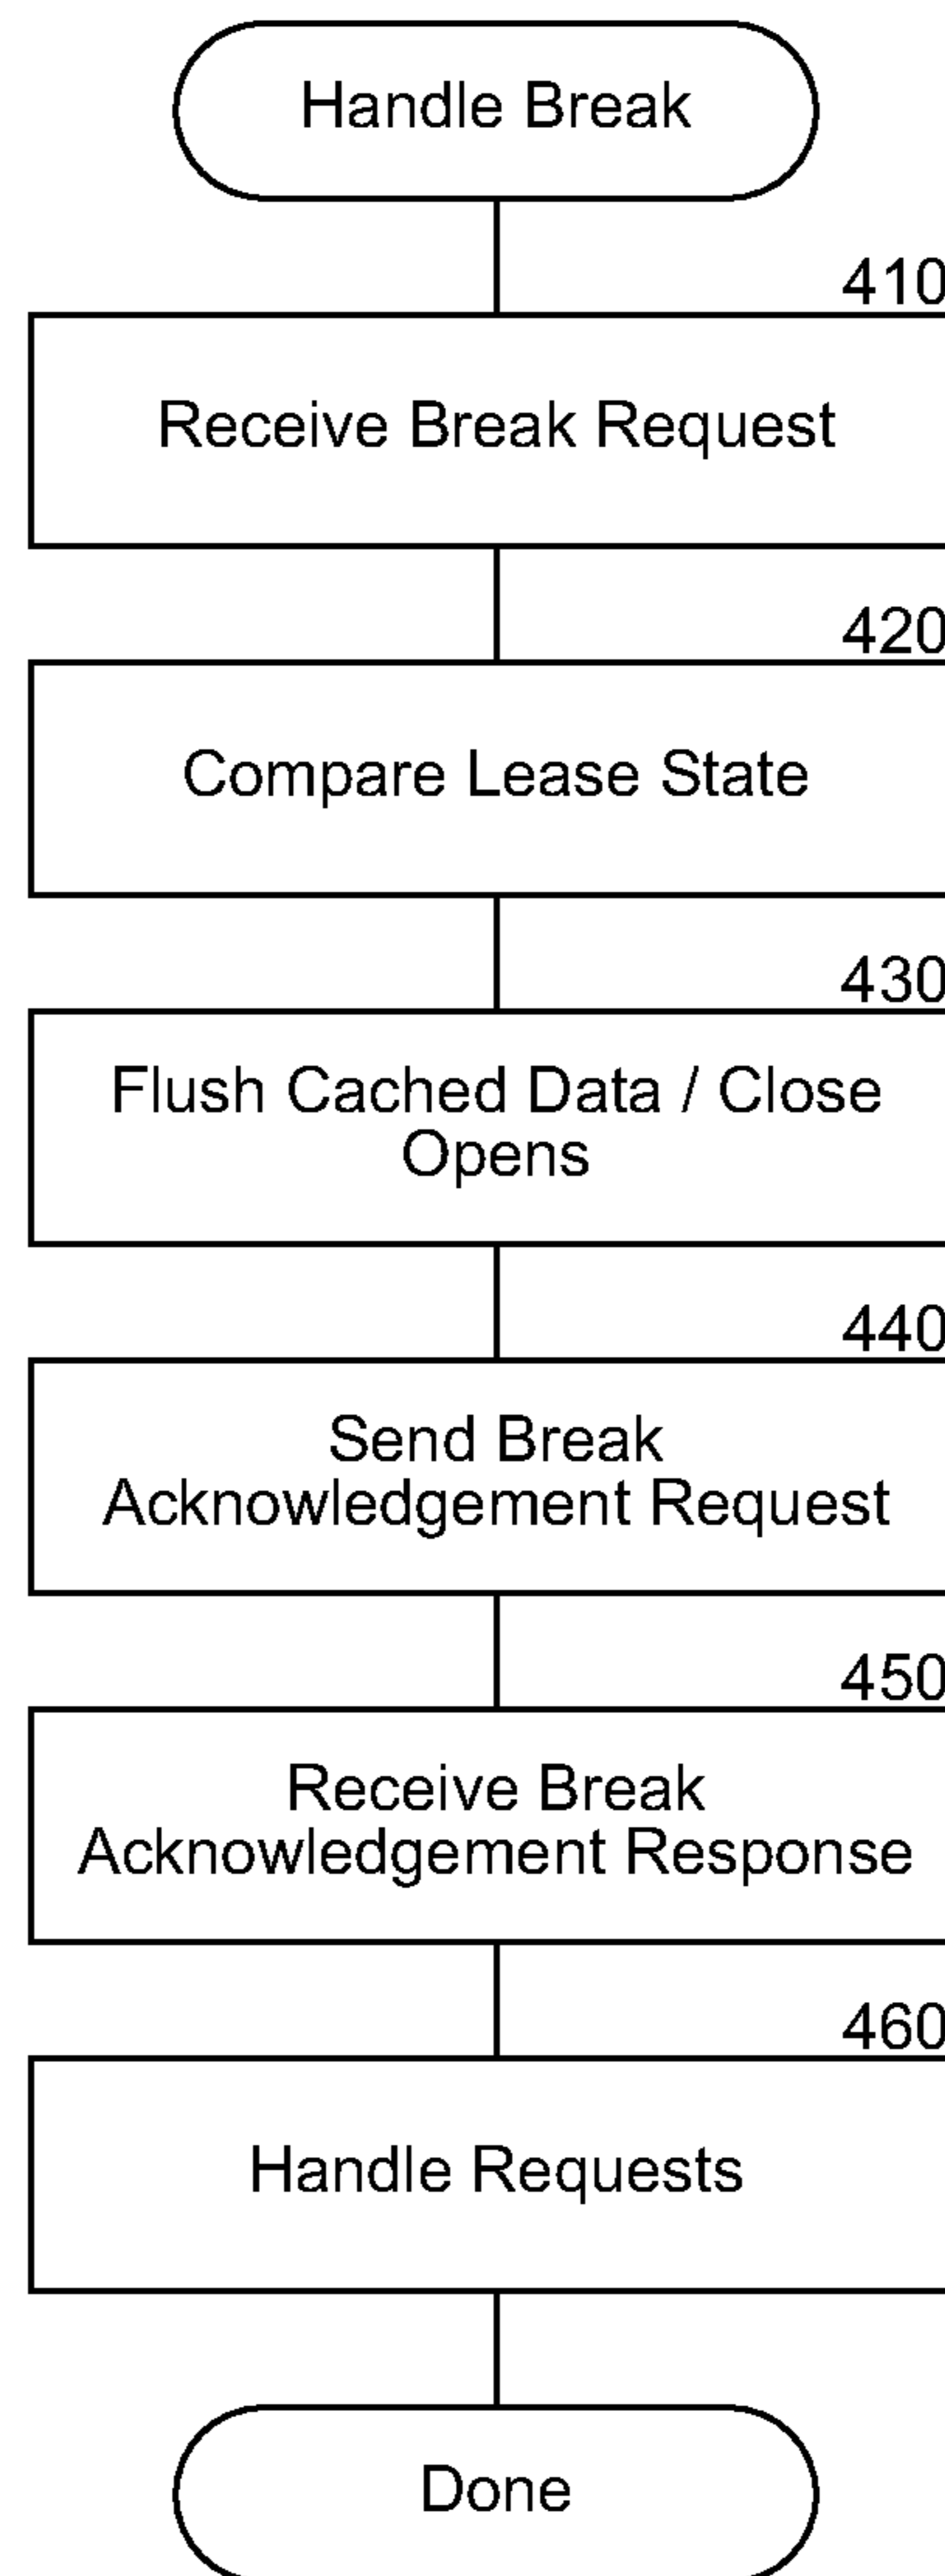 Handle Break
410
Receive Break Request
420
Compare Lease State
430
Flush Cached Data / Close
Opens
440
Send Break
Acknowledgement Request
450
Receive Break
Acknowledgement Response
460
Handle Requests
Done